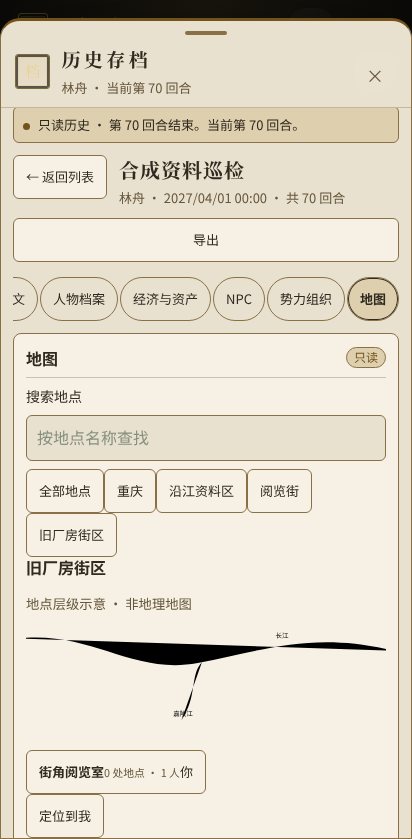 档
历史存档
林舟 · 当前第 70 回合
×
只读历史 · 第 70 回合结束。当前第 70 回合。
← 返回列表
合成资料巡检
林舟 · 2027/04/01 00:00 · 共 70 回合
导出
文 人物档案 经济与资产 NPC 势力组织 地图
地图 只读
搜索地点
按地点名称查找
全部地点 重庆 沿江资料区 阅览街
旧厂房街区
旧厂房街区
地点层级示意 · 非地理地图
长江
嘉陵江
街角阅览室0 处地点 · 1 人你
定位到我